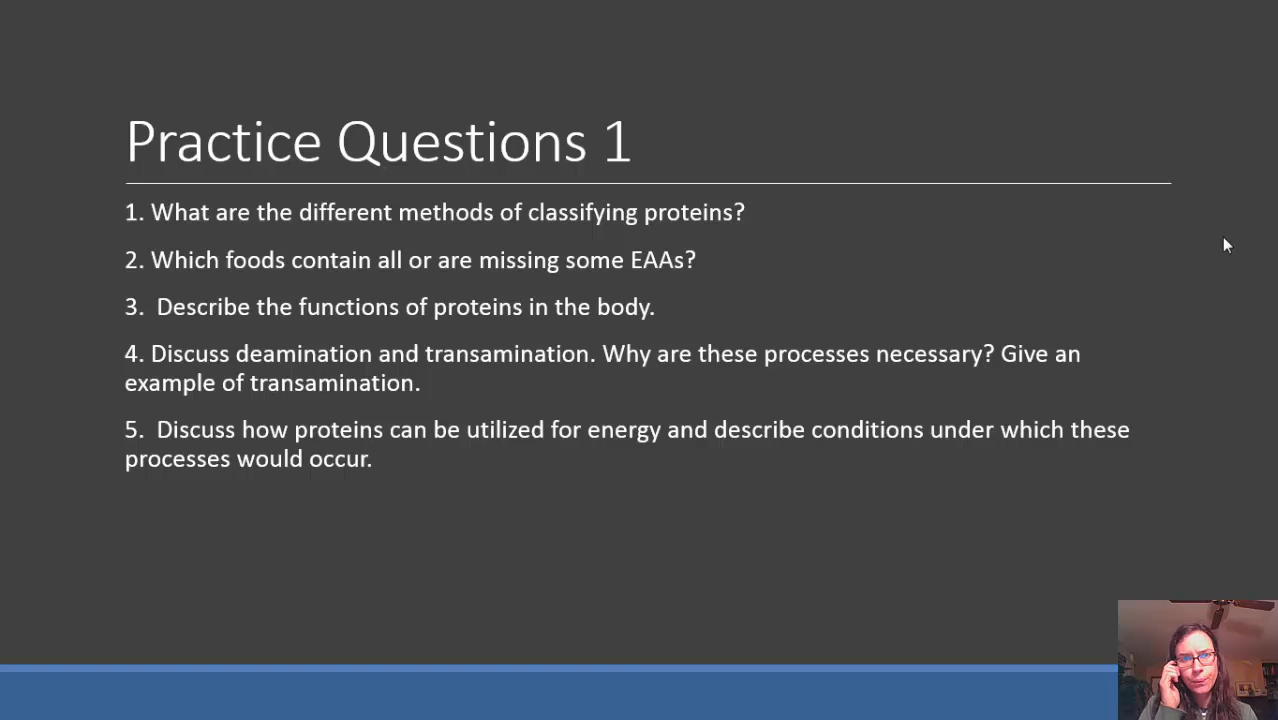 Practice Questions 1
1. What are the different methods of classifying proteins?
2. Which foods contain all or are missing some EAAs?
3.  Describe the functions of proteins in the body.
4. Discuss deamination and transamination. Why are these processes necessary? Give an
example of transamination.
5.  Discuss how proteins can be utilized for energy and describe conditions under which these
processes would occur.